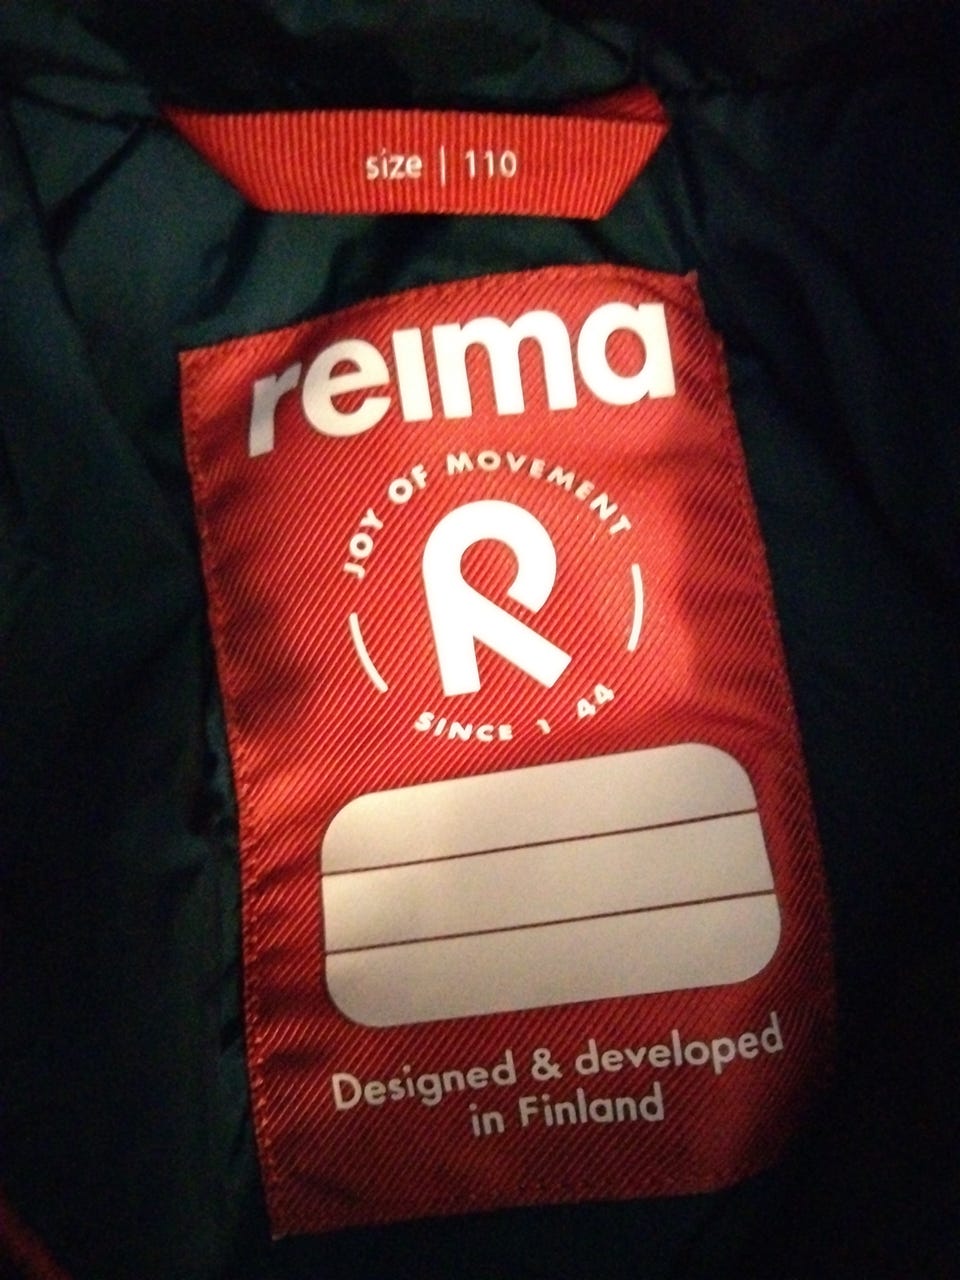 size | 110
reima
JOY OF MOVEMENT
R
SINCE 1 44
Designed & developed
in Finland